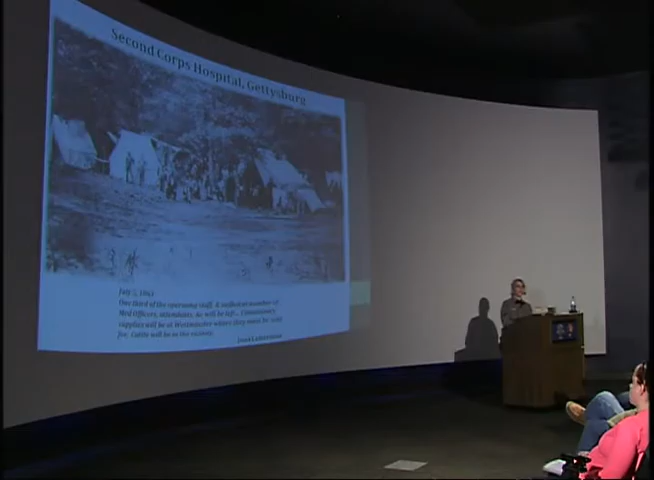 Second Corps Hospital, Gettysburg
July 5, 1863
One third of the operating staff, & sufficient number of
Med Officers, attendants, &c will be left... Commissary
supplies will be at Westminster where they must be sent
for. Cattle will be in the vicinity.